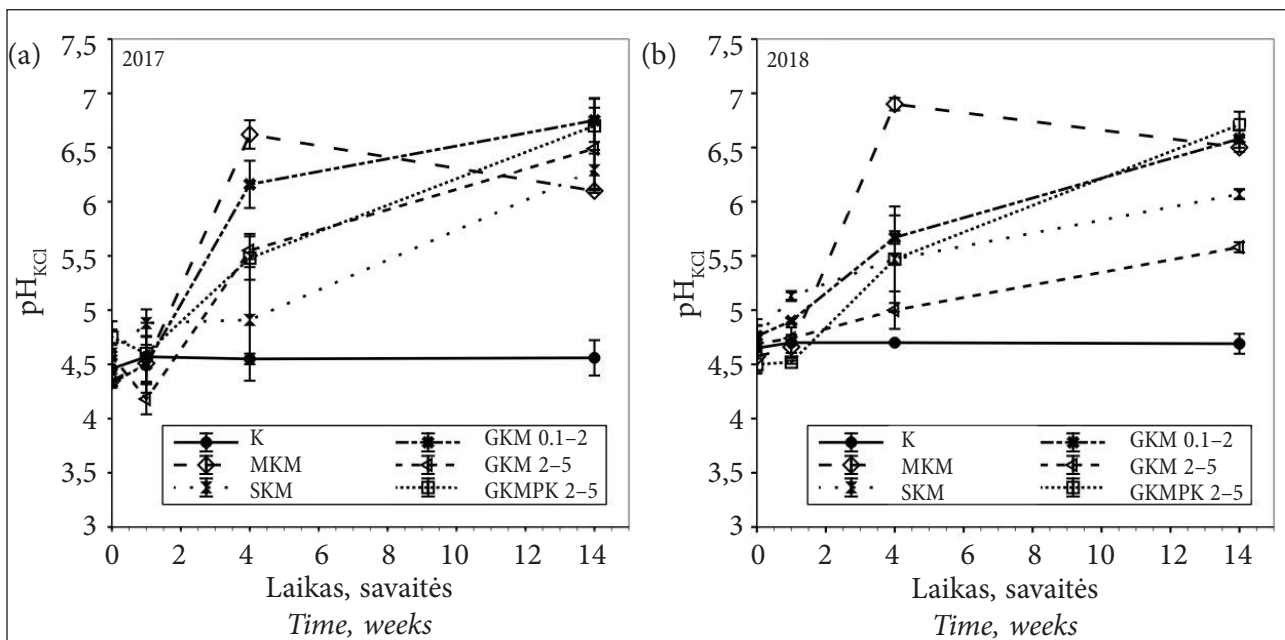 (a)
2017
7,5
7
6,5
6
5,5
5
4,5
4
3,5
3
pH_KCl
K
MKM
SKM
GKM 0.1–2
GKM 2–5
GKMPK 2–5
0 2 4 6 8 10 12 14
Laikas, savaitės
Time, weeks
(b)
2018
7,5
7
6,5
6
5,5
5
4,5
4
3,5
3
pH_KCl
K
MKM
SKM
GKM 0.1–2
GKM 2–5
GKMPK 2–5
0 2 4 6 8 10 12 14
Laikas, savaitės
Time, weeks